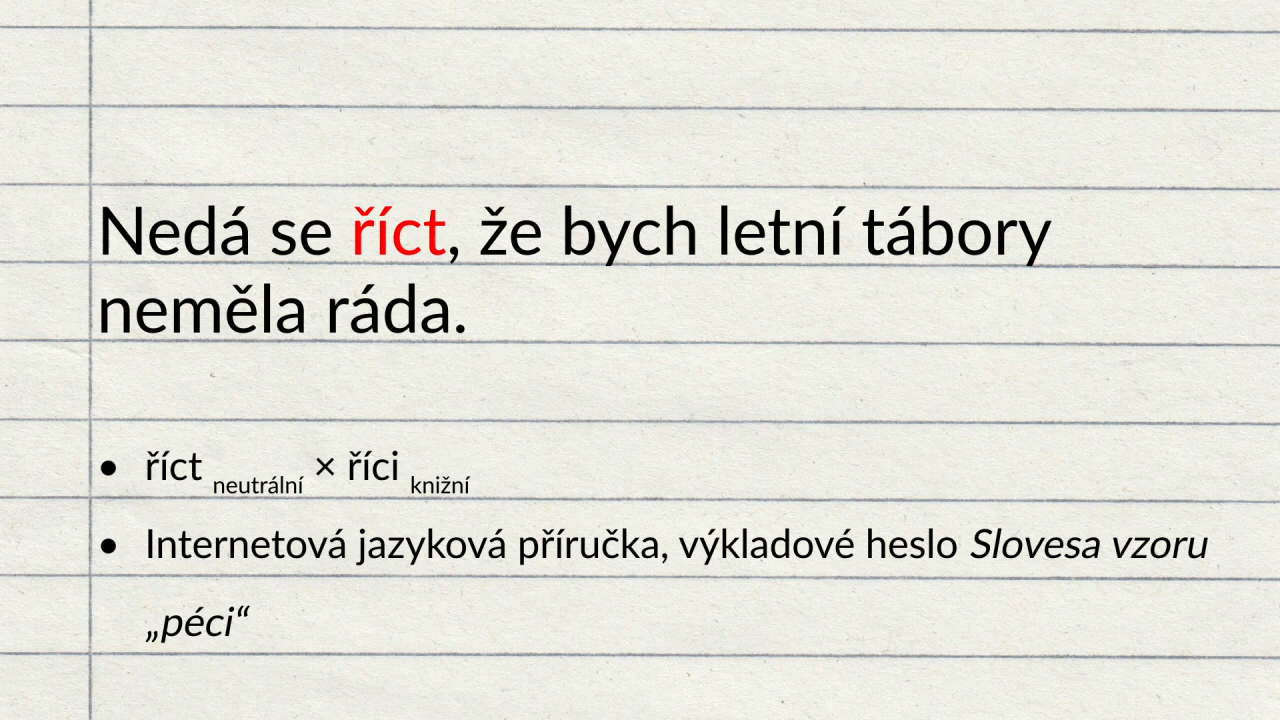 Nedá se říct, že bych letní tábory
neměla ráda.
• říct neutrální × říci knižní
• Internetová jazyková příručka, výkladové heslo Slovesa vzoru
„péci“